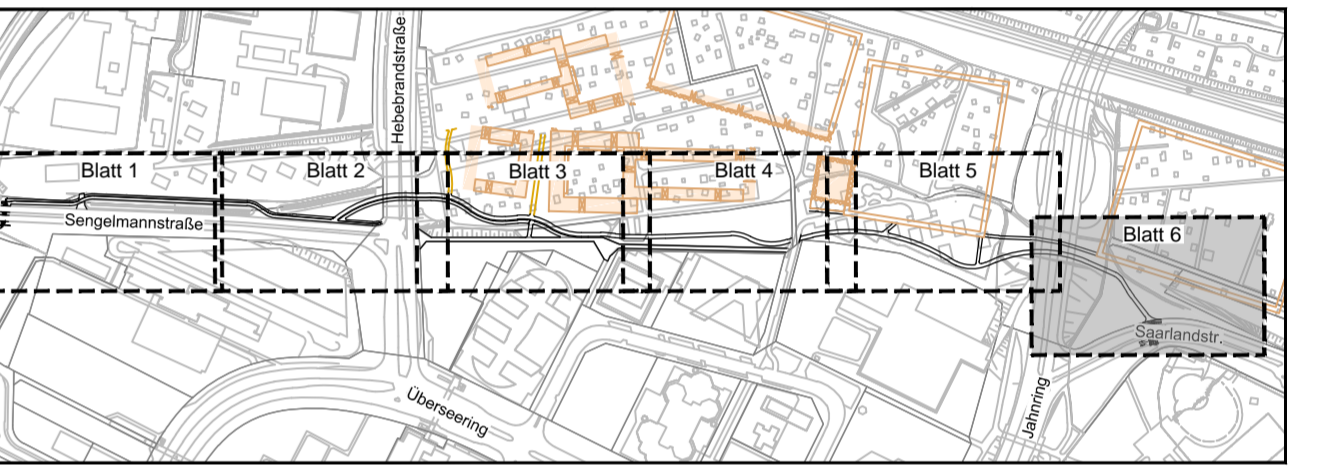 Hebebrandstraße
Blatt 1
Blatt 2
Blatt 3
Blatt 4
Blatt 5
Sengelmannstraße
Blatt 6
Saarlandstr.
Überseering
Jahnring